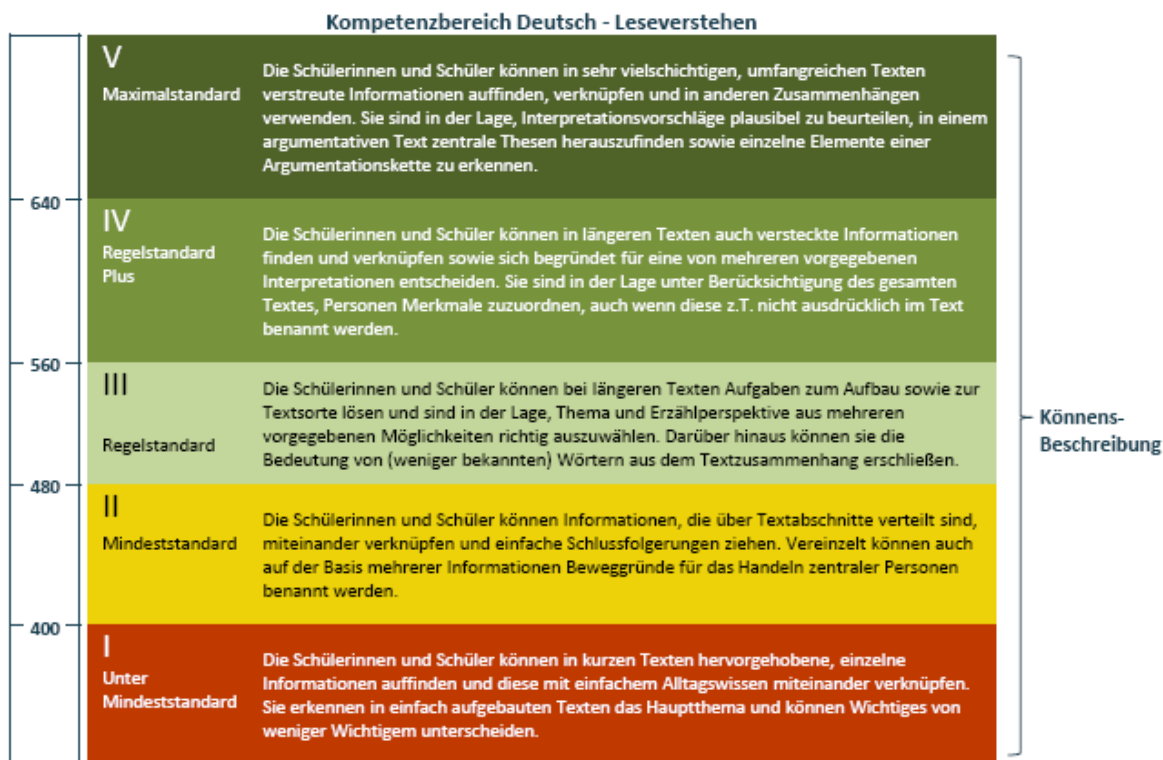 Kompetenzbereich Deutsch - Leseverstehen
V
Maximalstandard
Die Schülerinnen und Schüler können in sehr vielschichtigen, umfangreichen Texten
verstreute Informationen auffinden, verknüpfen und in anderen Zusammenhängen
verwenden. Sie sind in der Lage, Interpretationsvorschläge plausibel zu beurteilen, in einem
argumentativen Text zentrale Thesen herauszufinden sowie einzelne Elemente einer
Argumentationskette zu erkennen.
640
IV
Regelstandard
Plus
Die Schülerinnen und Schüler können in längeren Texten auch versteckte Informationen
finden und verknüpfen sowie sich begründet für eine von mehreren vorgegebenen
Interpretationen entscheiden. Sie sind in der Lage unter Berücksichtigung des gesamten
Textes, Personen Merkmale zuzuordnen, auch wenn diese z.T. nicht ausdrücklich im Text
benannt werden.
560
III
Regelstandard
Die Schülerinnen und Schüler können bei längeren Texten Aufgaben zum Aufbau sowie zur
Textsorte lösen und sind in der Lage, Thema und Erzählperspektive aus mehreren
vorgegebenen Möglichkeiten richtig auszuwählen. Darüber hinaus können sie die
Bedeutung von (weniger bekannten) Wörtern aus dem Textzusammenhang erschließen.
Könnens-
Beschreibung
480
II
Mindeststandard
Die Schülerinnen und Schüler können Informationen, die über Textabschnitte verteilt sind,
miteinander verknüpfen und einfache Schlussfolgerungen ziehen. Vereinzelt können auch
auf der Basis mehrerer Informationen Beweggründe für das Handeln zentraler Personen
benannt werden.
400
I
Unter
Mindeststandard
Die Schülerinnen und Schüler können in kurzen Texten hervorgehobene, einzelne
Informationen auffinden und diese mit einfachem Alltagswissen miteinander verknüpfen.
Sie erkennen in einfach aufgebauten Texten das Hauptthema und können Wichtiges von
weniger Wichtigem unterscheiden.